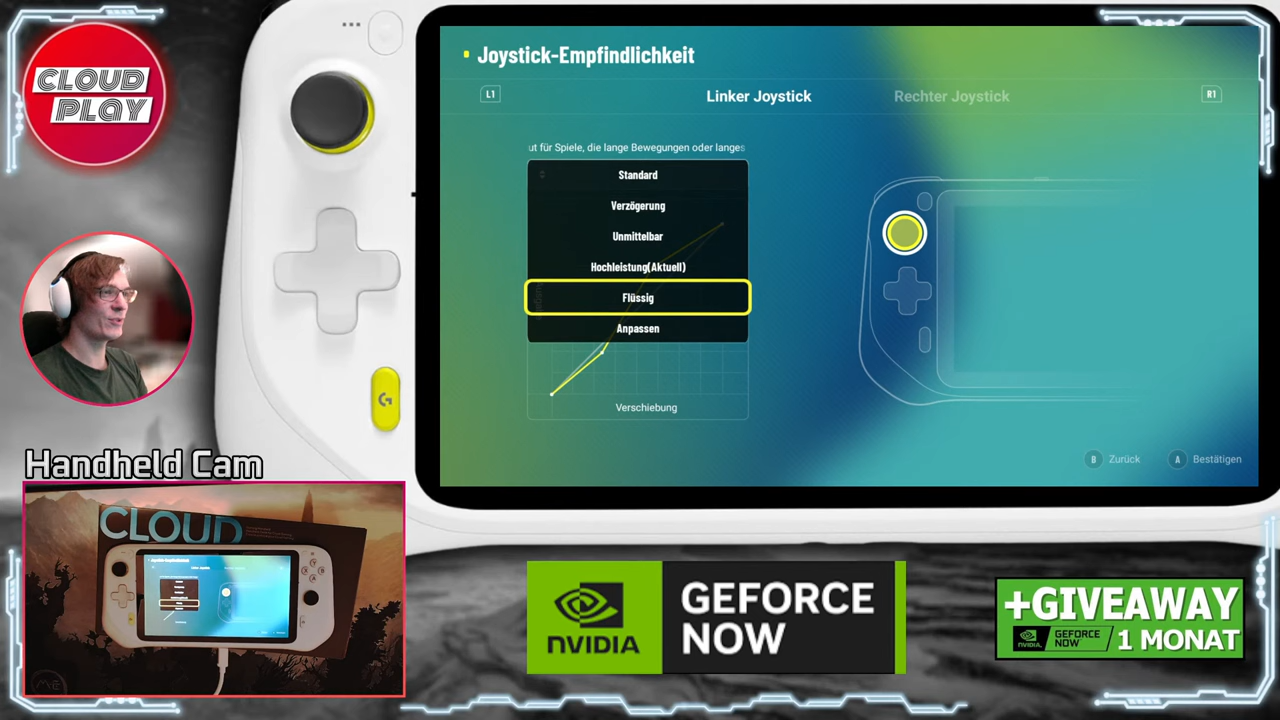 CLOUD
PLAY
Joystick-Empfindlichkeit
L1
Linker Joystick
Rechter Joystick
R1
ut für Spiele, die lange Bewegungen oder langes
Standard
Verzögerung
Unmittelbar
Hochleistung(Aktuell)
Flüssig
Anpassen
Verschiebung
B Zurück
A Bestätigen
G
Handheld Cam
CLOUD
NVIDIA
GEFORCE
NOW
+GIVEAWAY
NVIDIA
GEFORCE
NOW
1 MONAT